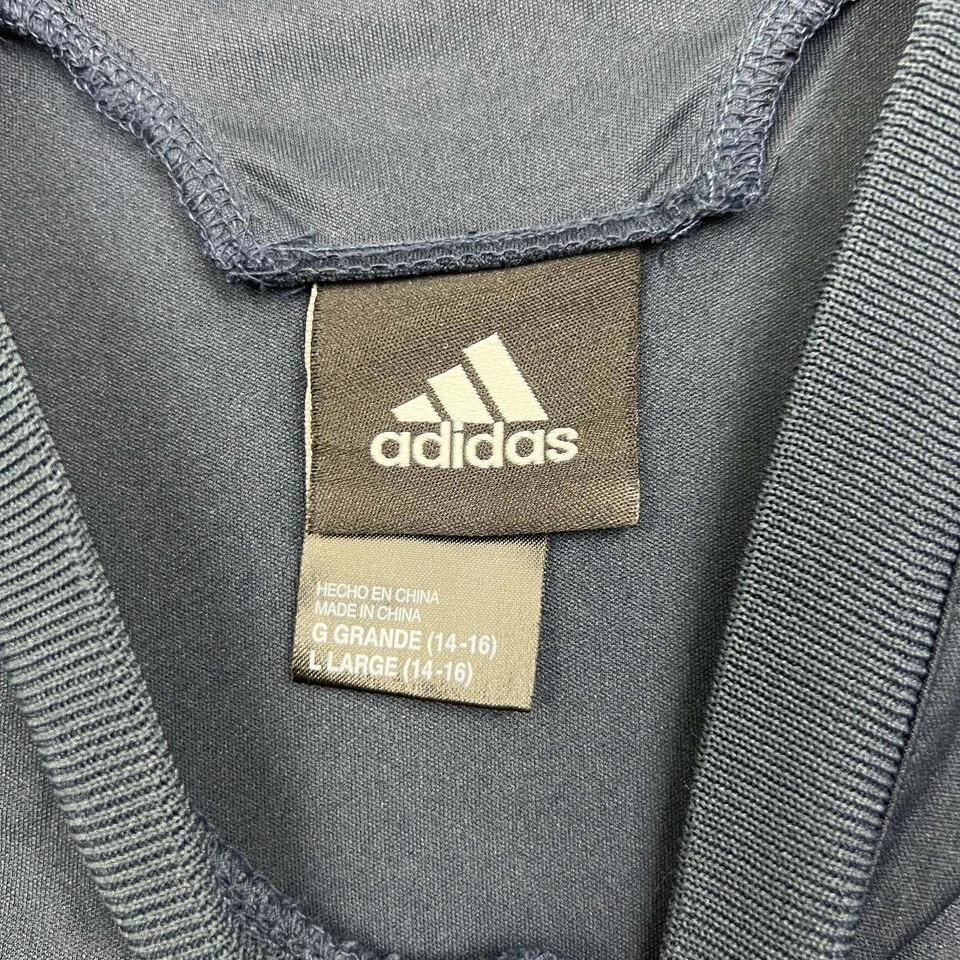 adidas
HECHO EN CHINA
MADE IN CHINA
G GRANDE (14-16)
L LARGE (14-16)